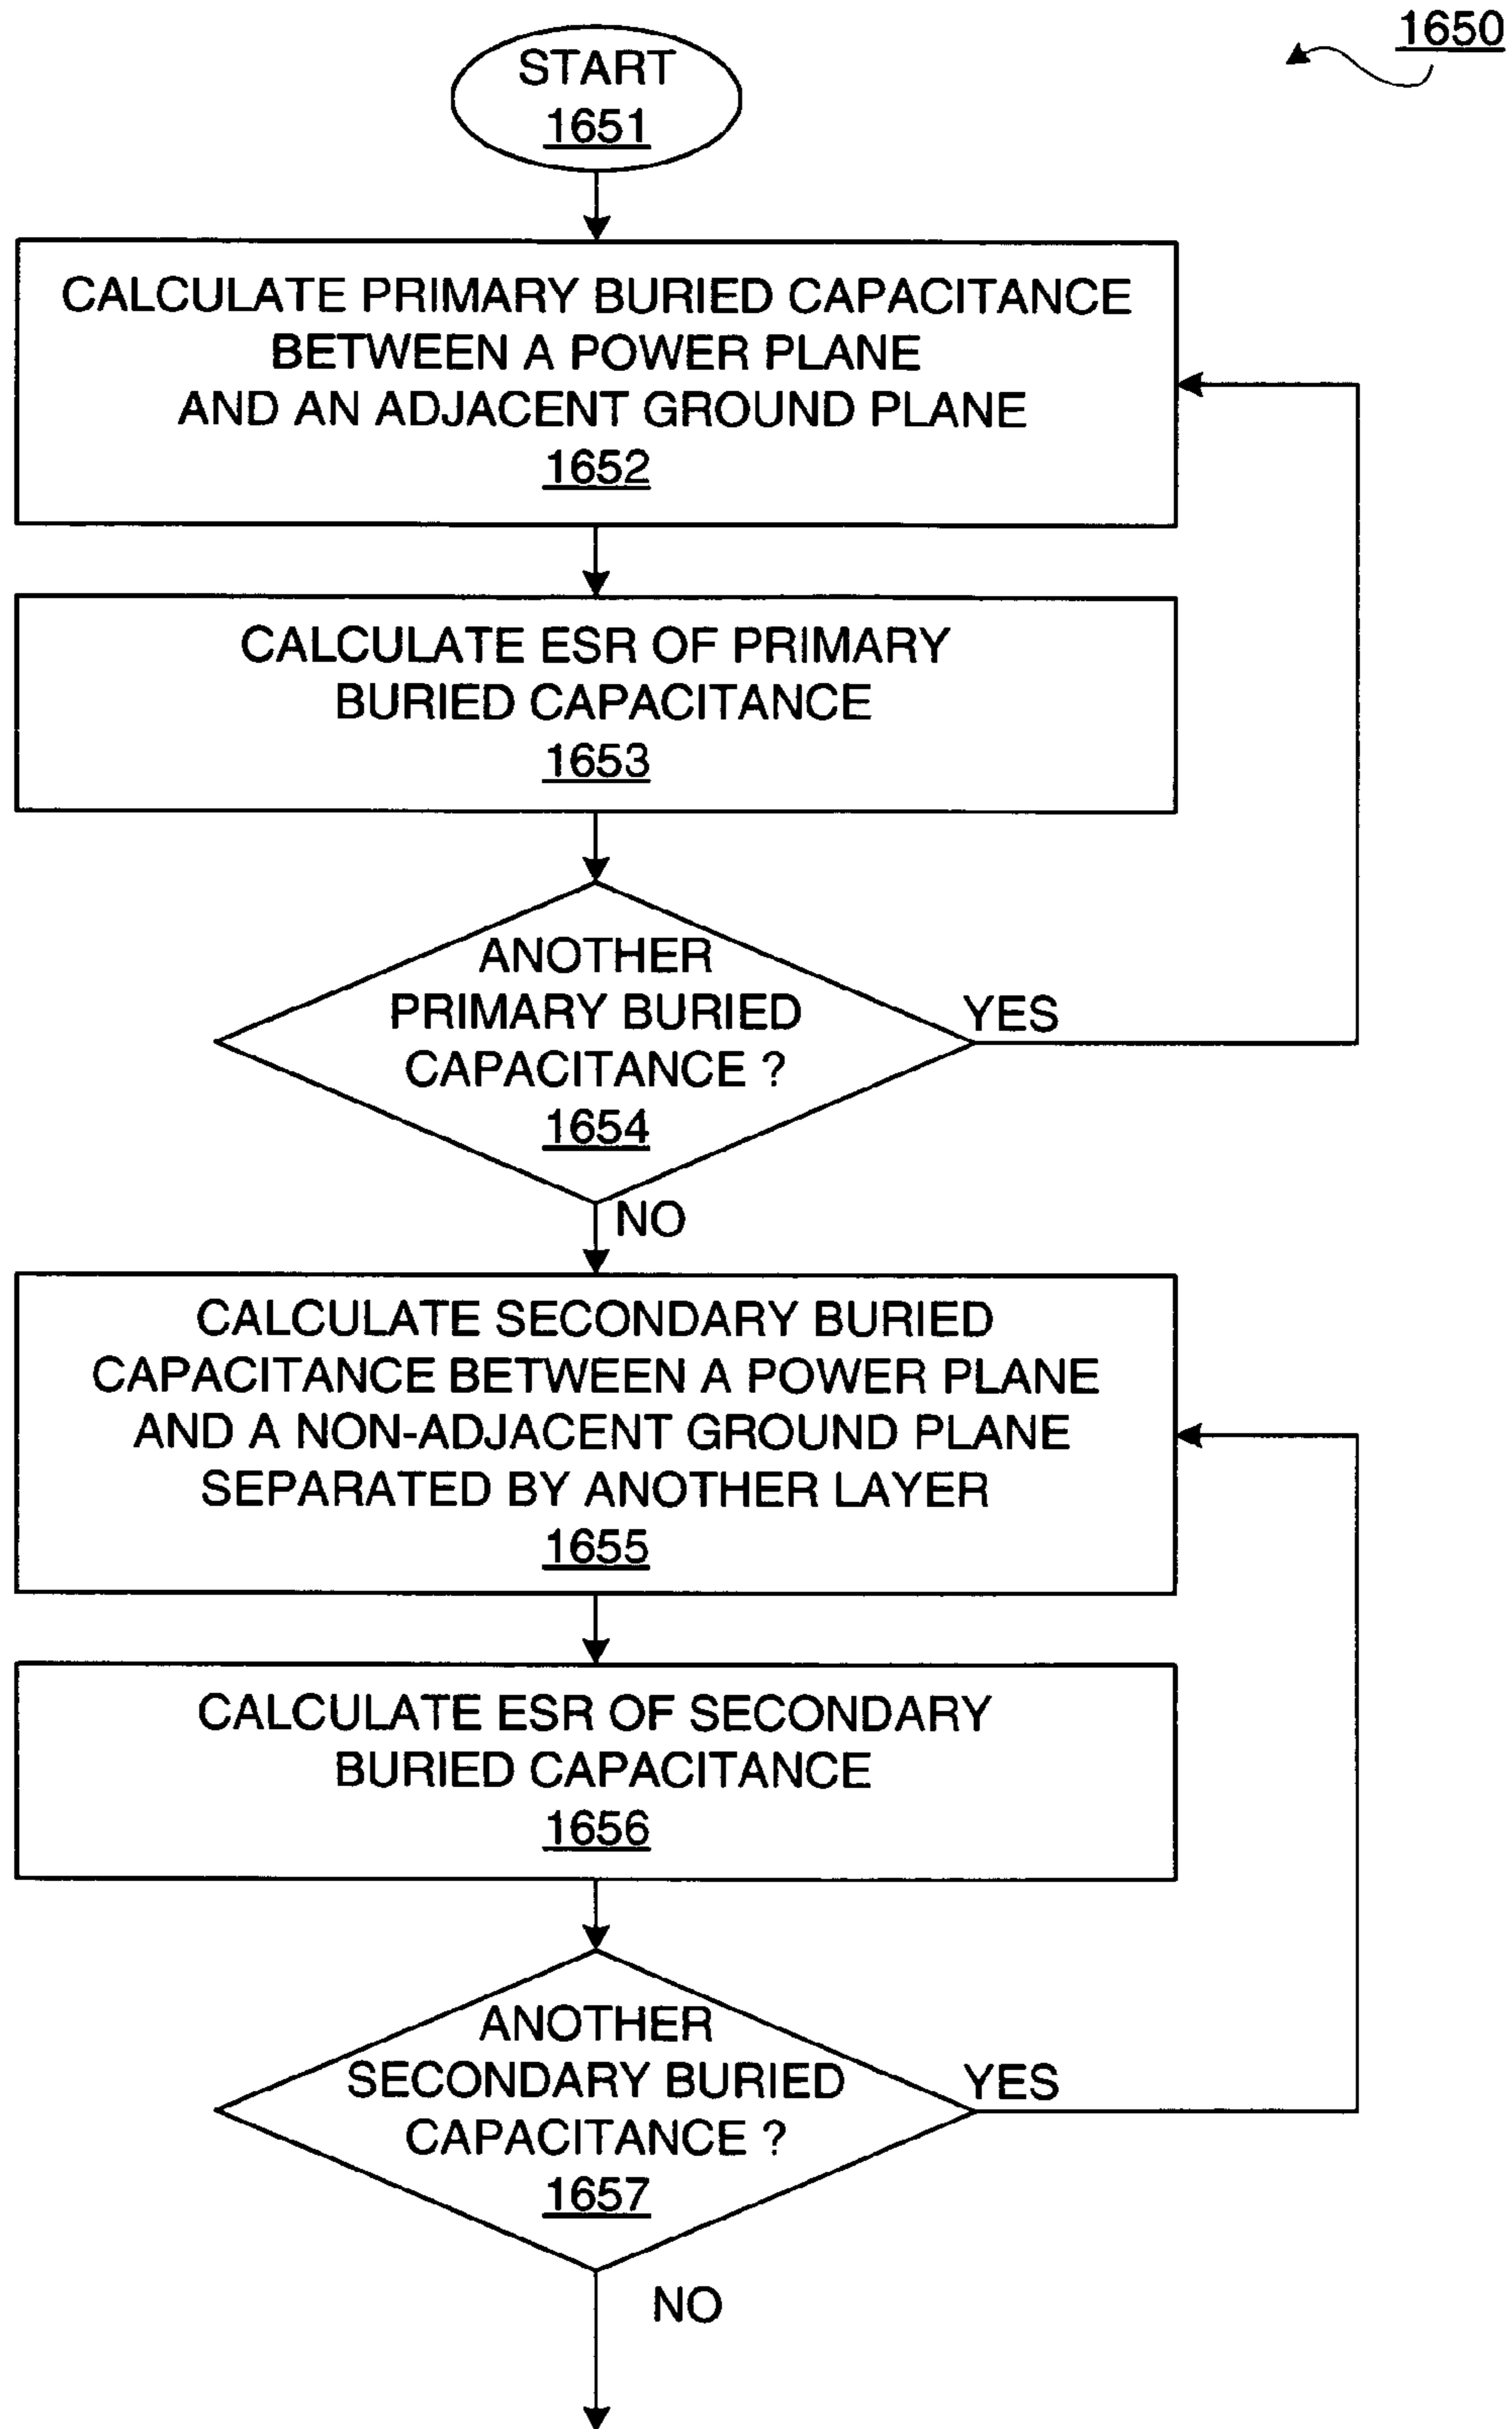 1650
START
1651
CALCULATE PRIMARY BURIED CAPACITANCE
BETWEEN A POWER PLANE
AND AN ADJACENT GROUND PLANE
1652
CALCULATE ESR OF PRIMARY
BURIED CAPACITANCE
1653
ANOTHER
PRIMARY BURIED
CAPACITANCE ?
1654
YES
NO
CALCULATE SECONDARY BURIED
CAPACITANCE BETWEEN A POWER PLANE
AND A NON-ADJACENT GROUND PLANE
SEPARATED BY ANOTHER LAYER
1655
CALCULATE ESR OF SECONDARY
BURIED CAPACITANCE
1656
ANOTHER
SECONDARY BURIED
CAPACITANCE ?
1657
YES
NO